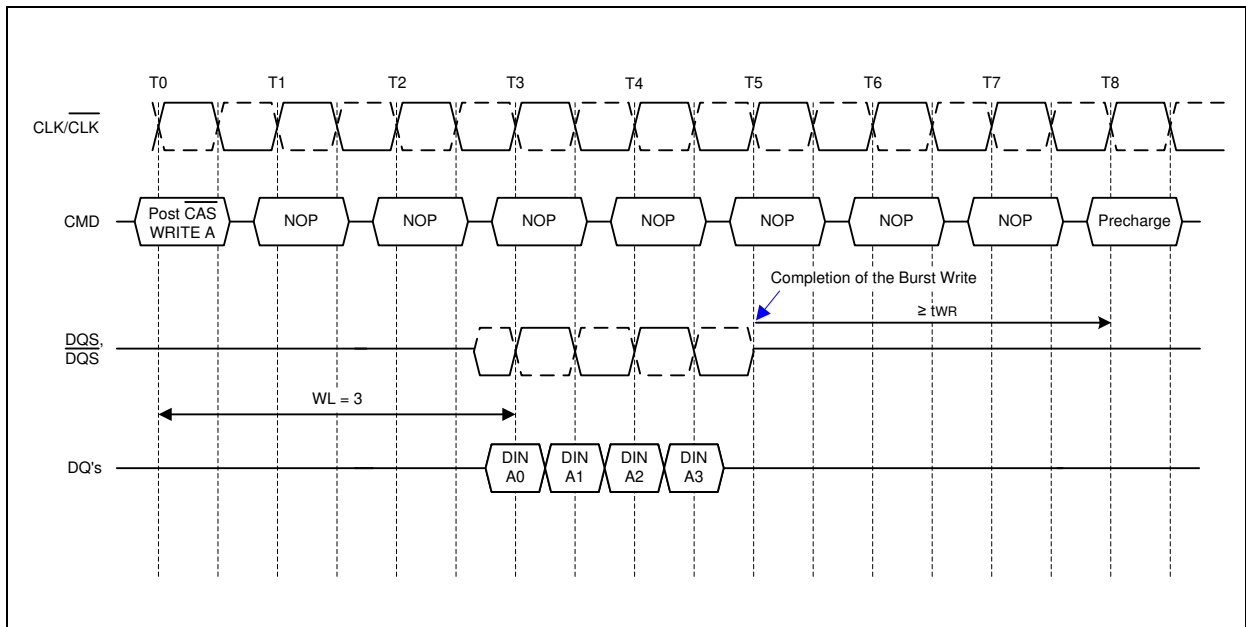 T0 T1 T2 T3 T4 T5 T6 T7 T8
CLK/CLK
CMD
Post CAS
WRITE A
NOP NOP NOP NOP NOP NOP NOP Precharge
Completion of the Burst Write
≥ tWR
DQS,
DQS
WL = 3
DQ's
DIN DIN DIN DIN
A0 A1 A2 A3